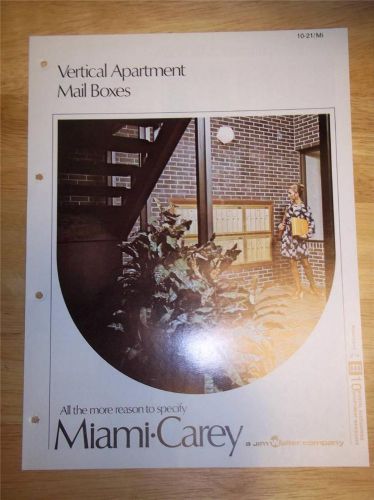 10-21/Mi
Vertical Apartment
Mail Boxes
All the more reason to specify
Miami·Carey
a Jim Walter company